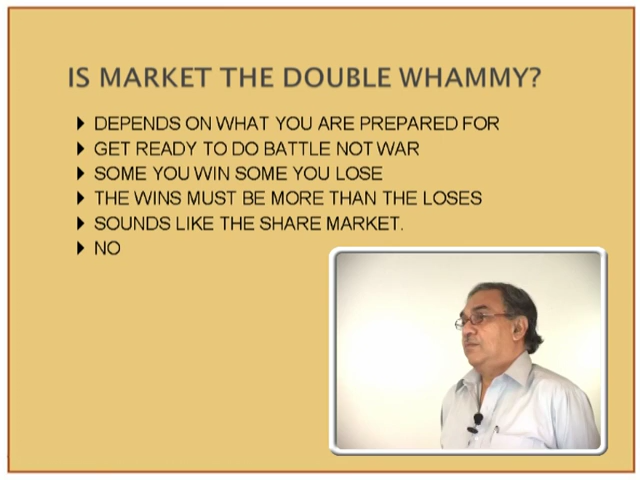 IS MARKET THE DOUBLE WHAMMY?
DEPENDS ON WHAT YOU ARE PREPARED FOR
GET READY TO DO BATTLE NOT WAR
SOME YOU WIN SOME YOU LOSE
THE WINS MUST BE MORE THAN THE LOSES
SOUNDS LIKE THE SHARE MARKET.
NO